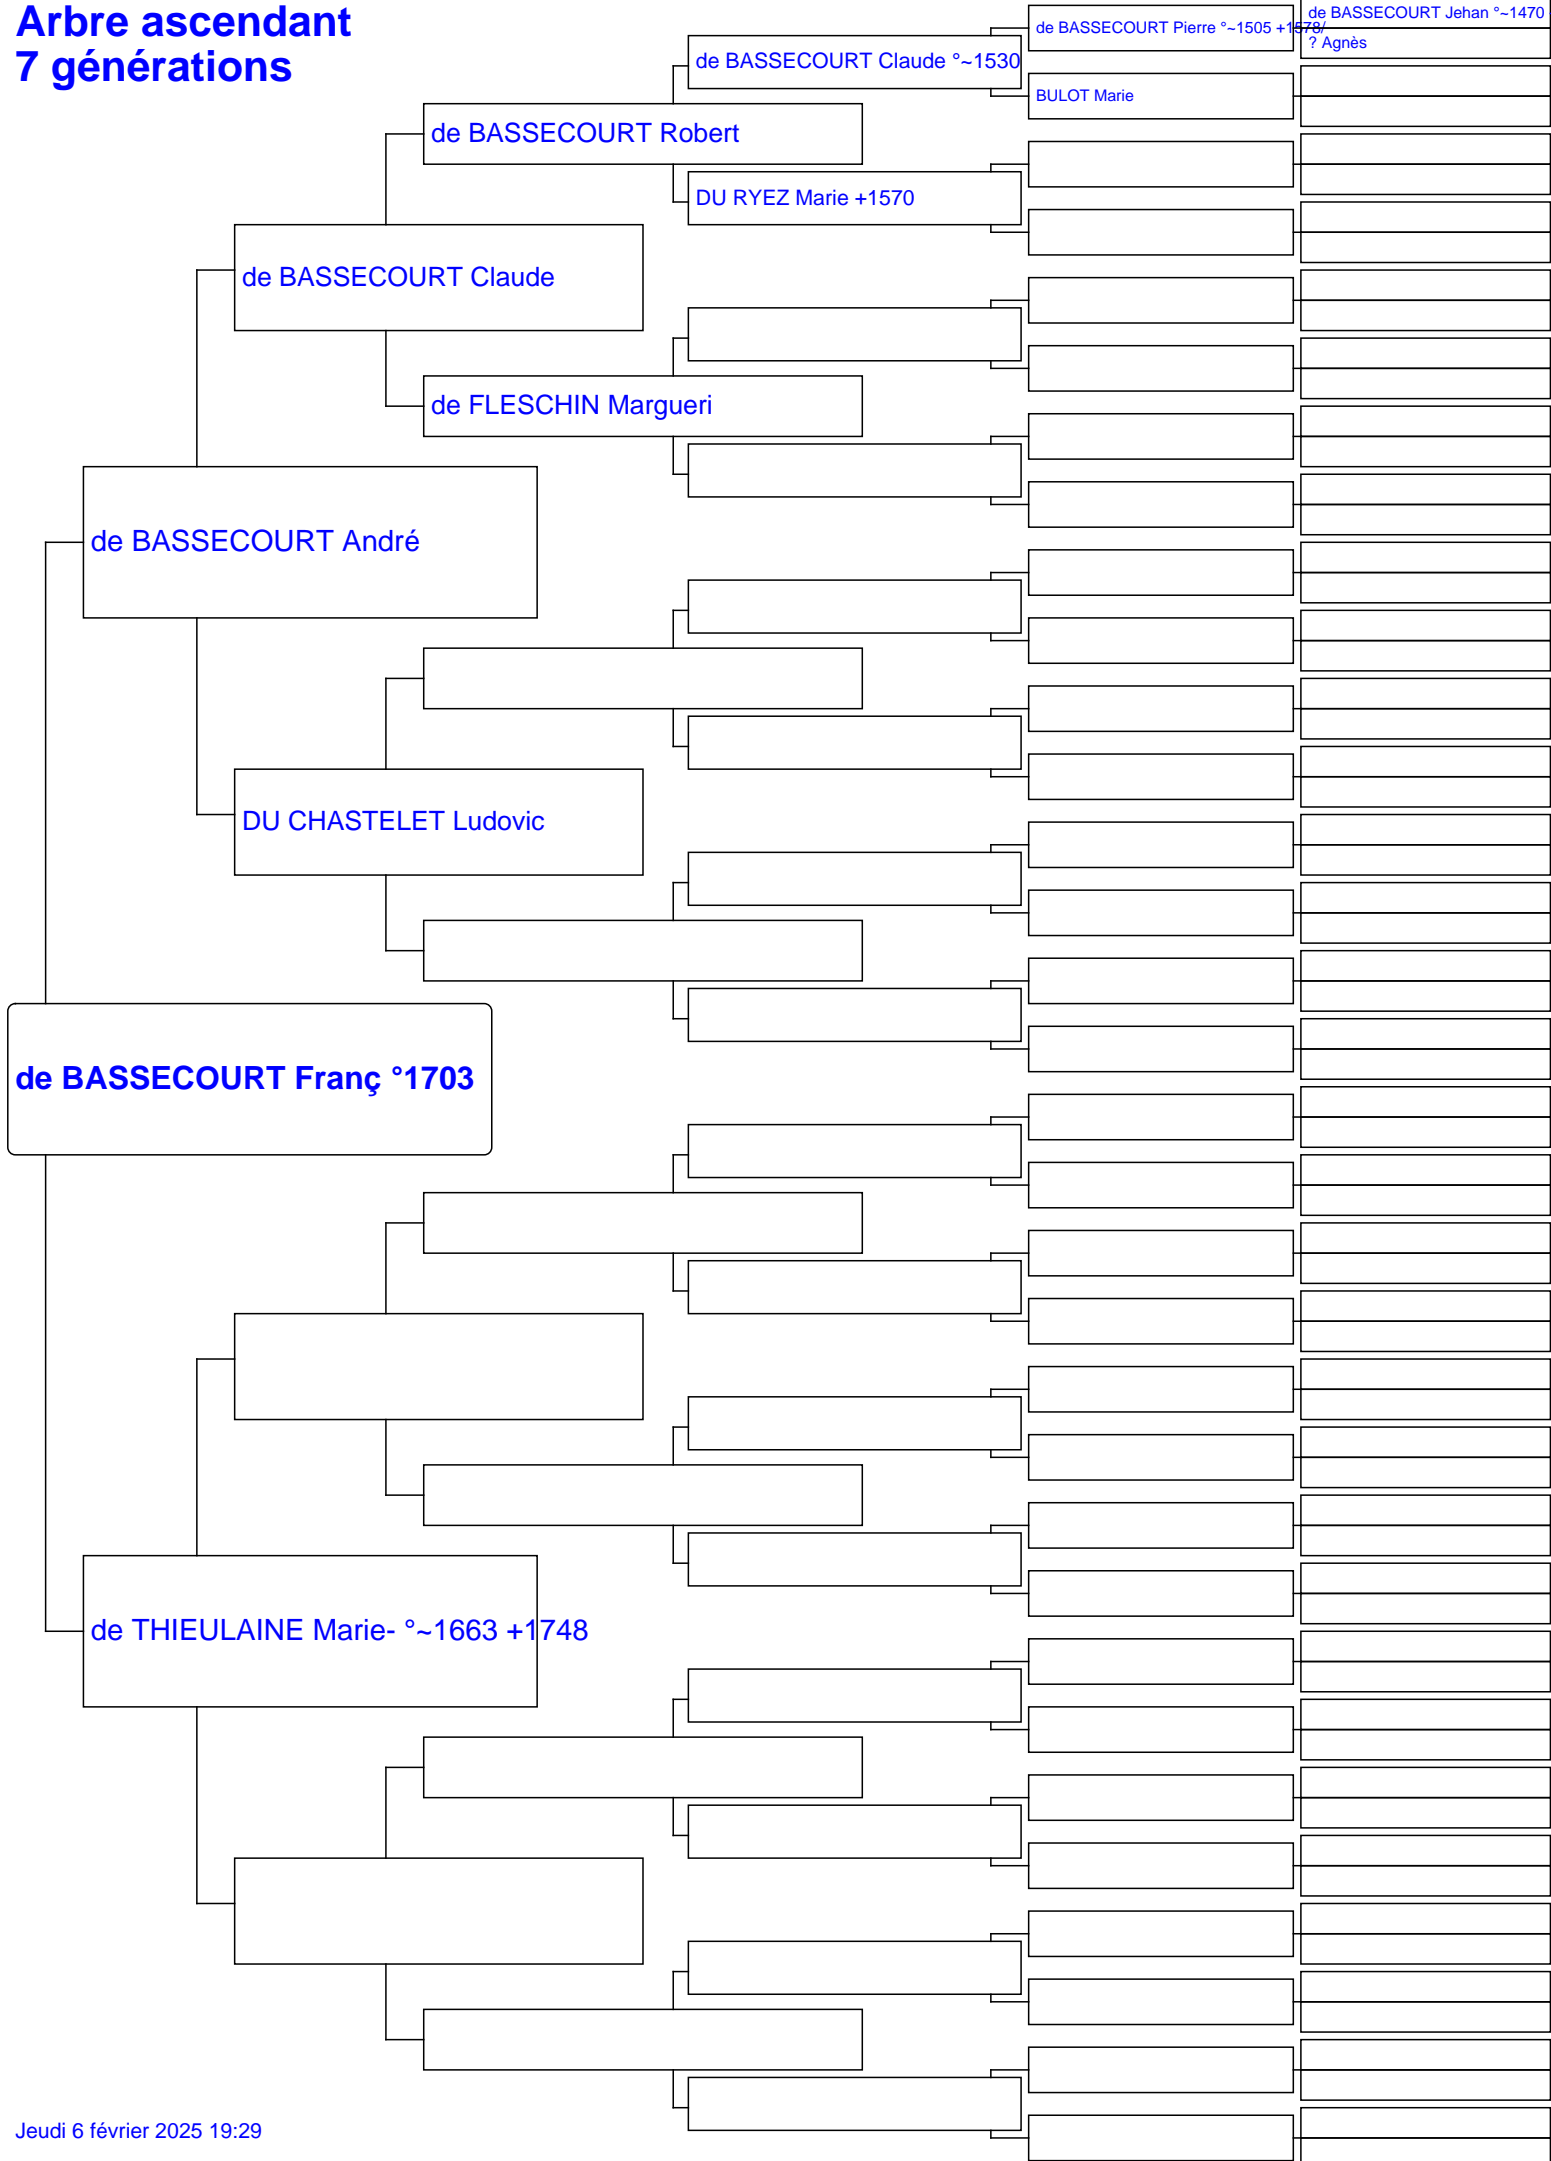 Arbre ascendant
7 générations
de BASSECOURT Jehan °~1470
de BASSECOURT Pierre °~1505 +1578/
? Agnès
de BASSECOURT Claude °~1530
BULOT Marie
de BASSECOURT Robert
DU RYEZ Marie +1570
de BASSECOURT Claude
de FLESCHIN Margueri
de BASSECOURT André
DU CHASTELET Ludovic
de BASSECOURT Franç °1703
de THIEULAINE Marie- °~1663 +1748
Jeudi 6 février 2025 19:29